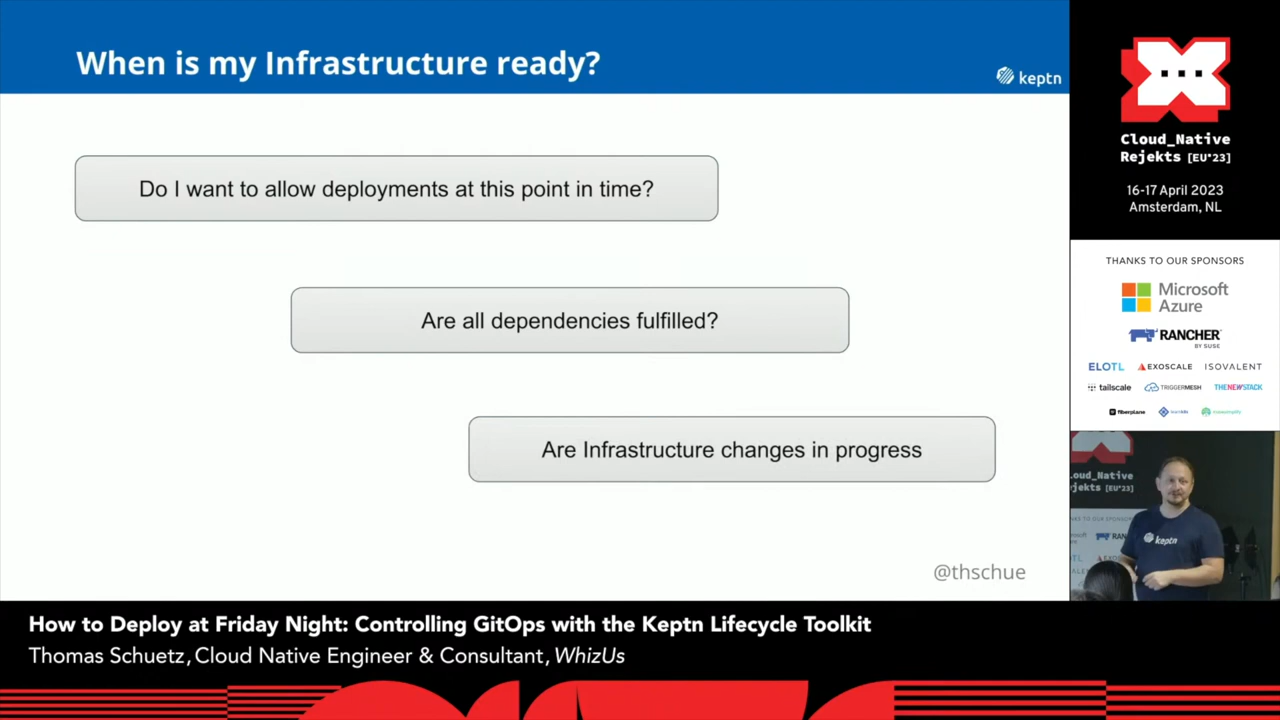 When is my Infrastructure ready?
keptn
Do I want to allow deployments at this point in time?
Are all dependencies fulfilled?
Are Infrastructure changes in progress
@thschue
Cloud_Native
Rejekts [EU*23]
16-17 April 2023
Amsterdam, NL
THANKS TO OUR SPONSORS
Microsoft
Azure
RANCHER
BY SUSE
ELOTL
EXOSCALE
ISOVALENT
tailscale
TRIGGERMESH
THENEWSTACK
fiberplane
keptn
How to Deploy at Friday Night: Controlling GitOps with the Keptn Lifecycle Toolkit
Thomas Schuetz, Cloud Native Engineer & Consultant, WhizUs